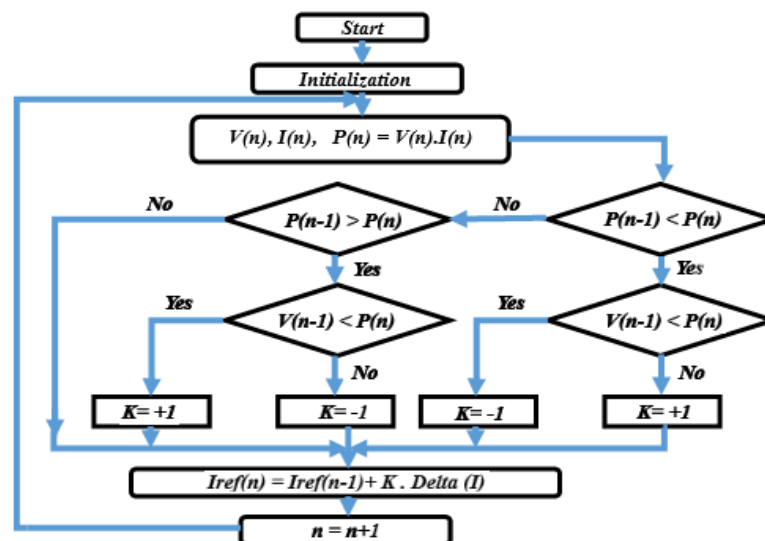 Start
Initialization
V(n), I(n), P(n) = V(n).I(n)
No
No
P(n-1) > P(n)
P(n-1) < P(n)
Yes
Yes
Yes
Yes
V(n-1) < P(n)
V(n-1) < P(n)
No
No
K= +1
K= -1
K= -1
K= +1
Iref(n) = Iref(n-1)+ K . Delta (I)
n = n+1